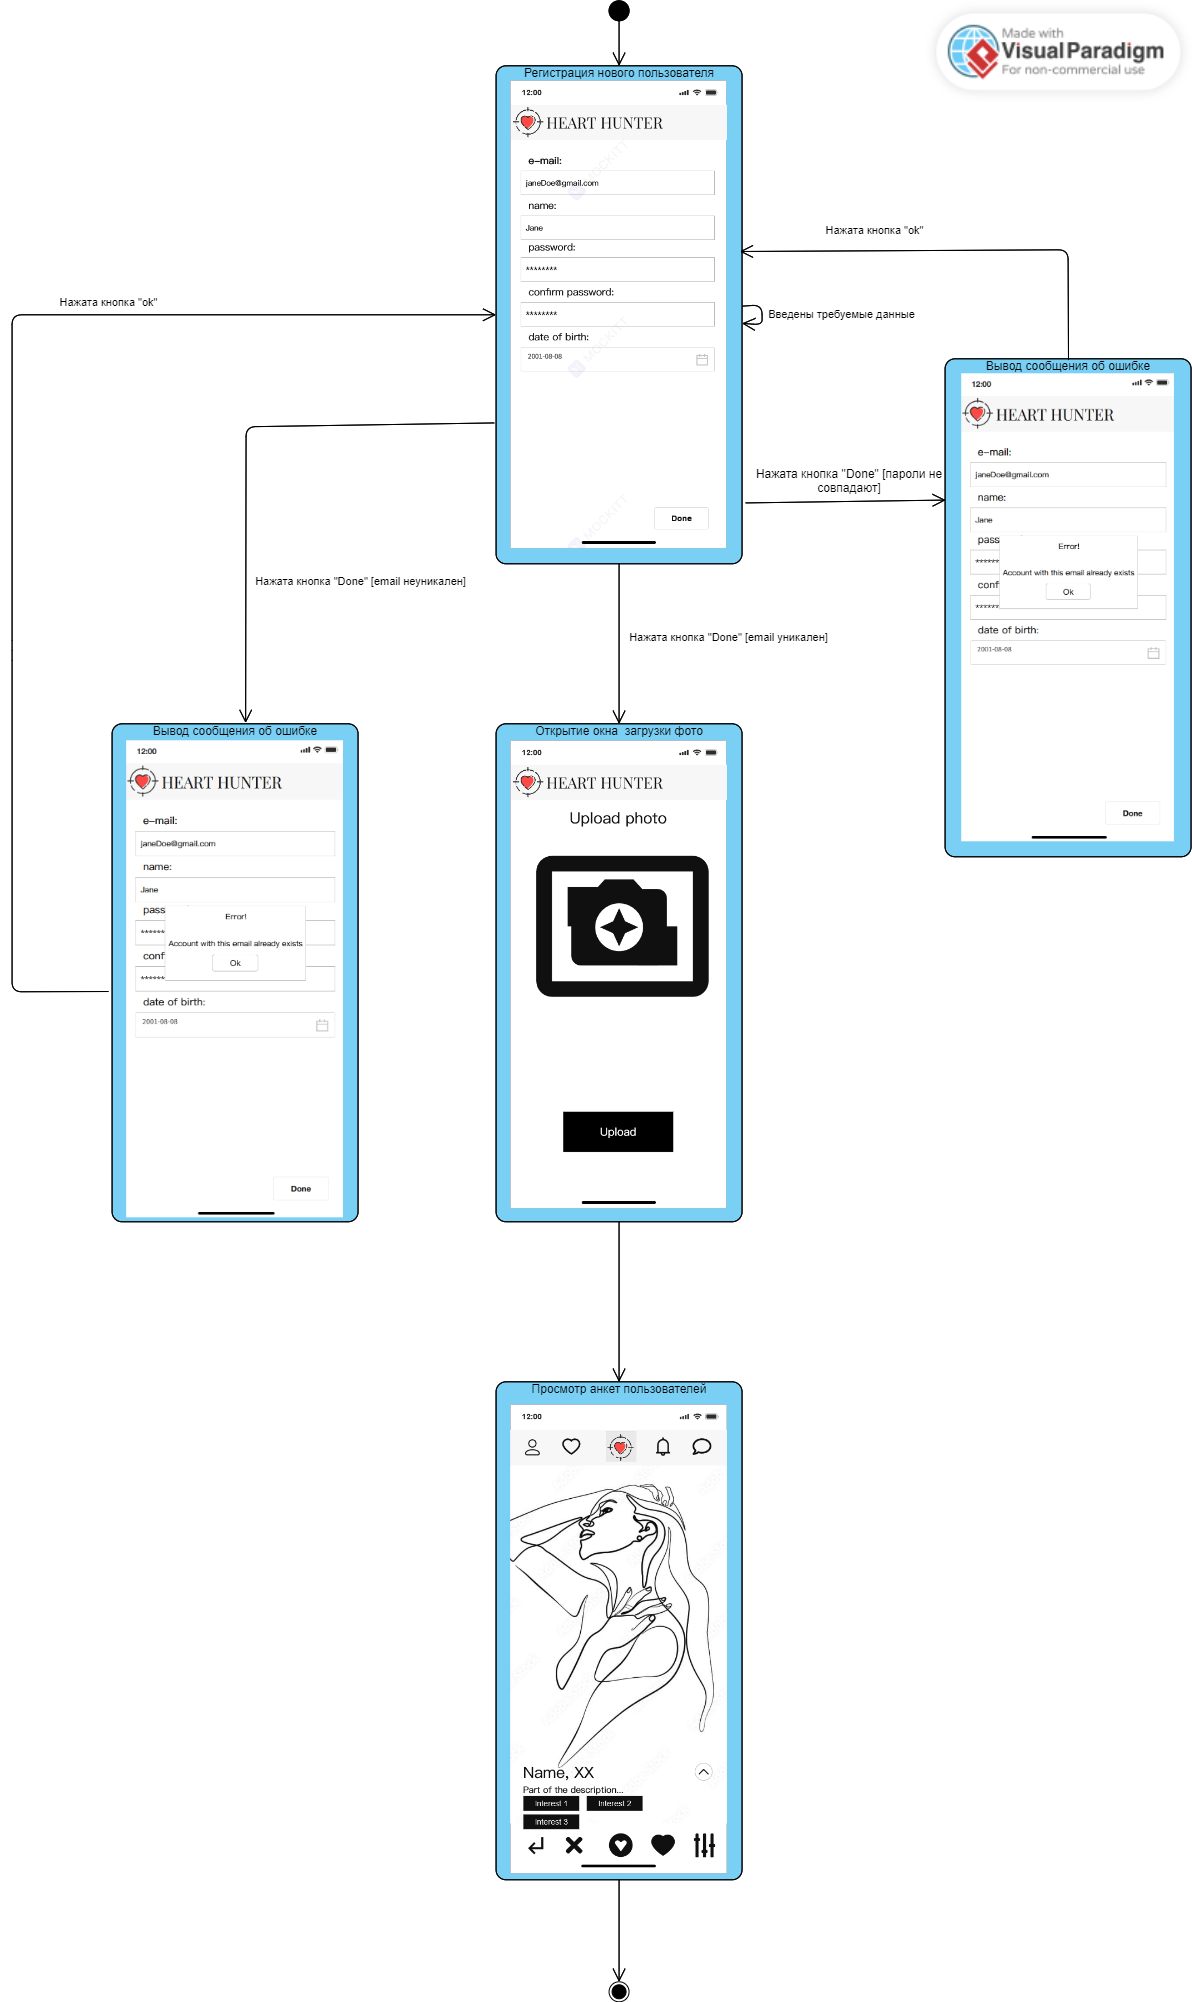 Made with
VisualParadigm
For non-commercial use
Регистрация нового пользователя
12:00
HEART HUNTER
e-mail:
janeDoe@gmail.com
name:
Jane
password:
********
confirm password:
********
date of birth:
2001-08-08
Done
MOCKITT
MOCKITT
MOCKITT
Нажата кнопка "ok"
Нажата кнопка "ok"
Введены требуемые данные
Нажата кнопка "Done" [пароли не
совпадают]
Нажата кнопка "Done" [email неуникален]
Нажата кнопка "Done" [email уникален]
Вывод сообщения об ошибке
12:00
HEART HUNTER
e-mail:
janeDoe@gmail.com
name:
Jane
pass
Error!
Account with this email already exists
conf
Ok
date of birth:
2001-08-08
Done
Вывод сообщения об ошибке
12:00
HEART HUNTER
e-mail:
janeDoe@gmail.com
name:
Jane
pass
Error!
Account with this email already exists
conf
Ok
date of birth:
2001-08-08
Done
Открытие окна загрузки фото
12:00
HEART HUNTER
Upload photo
Upload
Просмотр анкет пользователей
12:00
Name, XX
Part of the description...
Interest 1
Interest 2
Interest 3